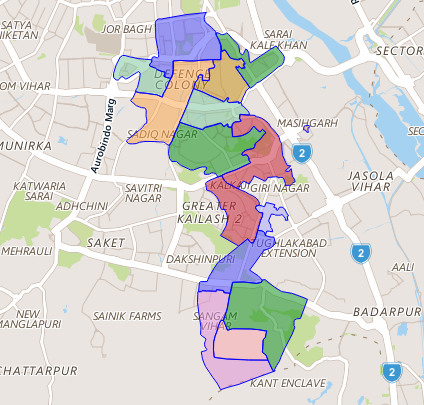 SATYA
NIKETAN
JOR BAGH
SARAI
KALE KHAN
SECTOR
OM VIHAR
DEFENCE
COLONY
Aurobindo Marg
SADIQ NAGAR
MASIHGARH
MUNIRKA
2
KATWARIA
SARAI
SAVITRI
NAGAR
KALKAJI
GIRI NAGAR
JASOLA
VIHAR
ADHCHINI
GREATER
KAILASH 2
MEHRAULI
SAKET
TUGHLAKABAD
EXTENSION
DAKSHINPURI
2
AALI
NEW
MANGLAPURI
SAINIK FARMS
SANGAM
VIHAR
BADARPUR
CHATTARPUR
KANT ENCLAVE
2